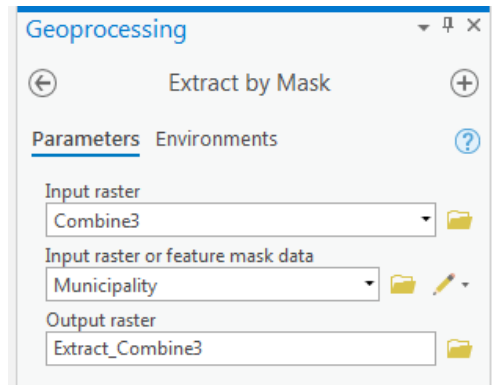 Geoprocessing
Extract by Mask
Parameters Environments
Input raster
Combine3
Input raster or feature mask data
Municipality
Output raster
Extract_Combine3